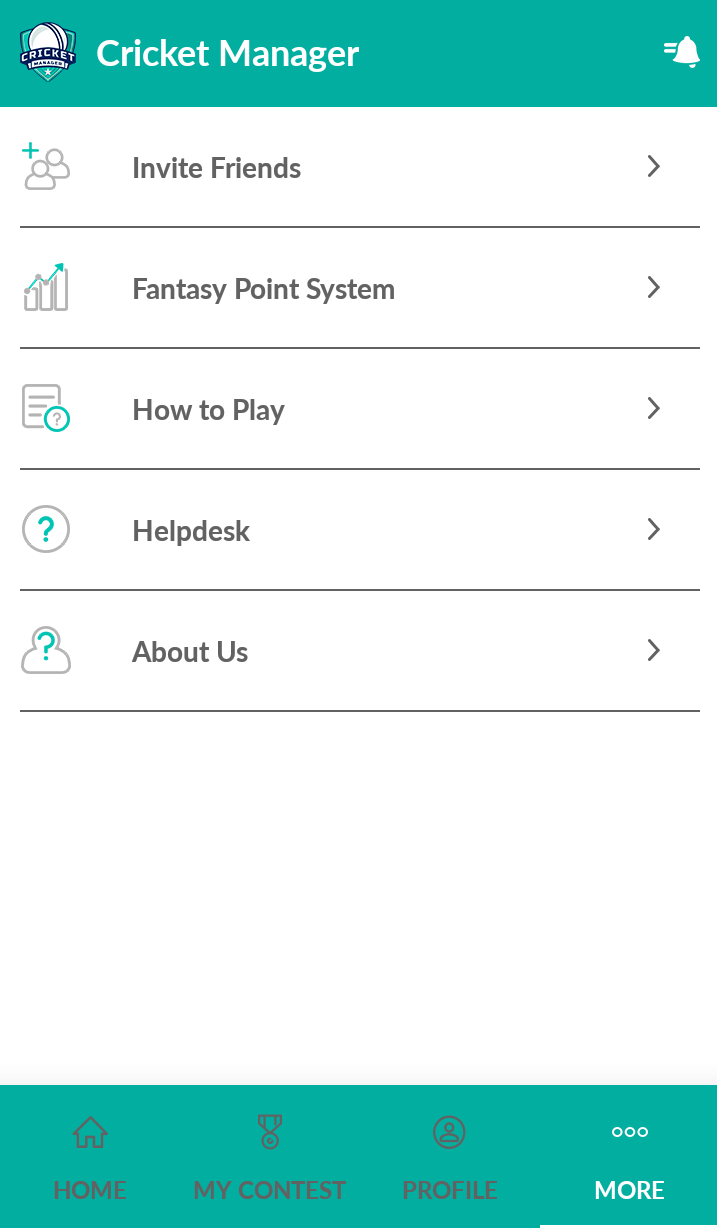 CRICKET
MANAGER
Cricket Manager
Invite Friends
Fantasy Point System
How to Play
?
Helpdesk
?
About Us
?
HOME
MY CONTEST
PROFILE
MORE